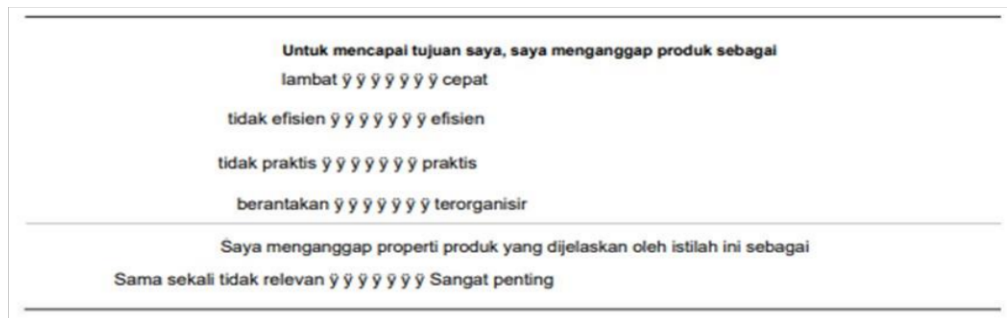 Untuk mencapai tujuan saya, saya menganggap produk sebagai
lambat ÿ ÿ ÿ ÿ ÿ ÿ ÿ cepat
tidak efisien ÿ ÿ ÿ ÿ ÿ ÿ ÿ efisien
tidak praktis ÿ ÿ ÿ ÿ ÿ ÿ ÿ praktis
berantakan ÿ ÿ ÿ ÿ ÿ ÿ ÿ terorganisir
Saya menganggap properti produk yang dijelaskan oleh istilah ini sebagai
Sama sekali tidak relevan ÿ ÿ ÿ ÿ ÿ ÿ ÿ Sangat penting